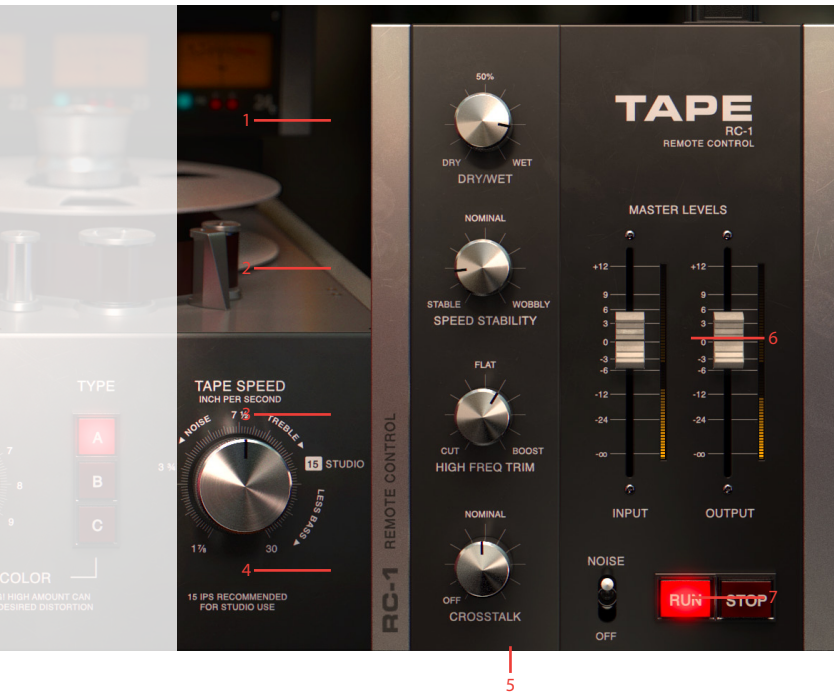 1
2
3
4
5
6
7
TYPE
A
B
C
7
8
9
COLOR
/ HIGH AMOUNT CAN
DESIRED DISTORTION
TAPE SPEED
INCH PER SECOND
7 ½
NOISE
TREBLE
3 ¾
15 STUDIO
LESS BASS
1 ⅞
30
15 IPS RECOMMENDED
FOR STUDIO USE
RC-1 REMOTE CONTROL
50%
DRY
WET
DRY/WET
NOMINAL
STABLE
WOBBLY
SPEED STABILITY
FLAT
CUT
BOOST
HIGH FREQ TRIM
NOMINAL
OFF
CROSSTALK
TAPE
RC-1
REMOTE CONTROL
MASTER LEVELS
+12
9
6
3
0
-3
-6
-12
-24
-∞
INPUT
+12
9
6
3
0
-3
-6
-12
-24
-∞
OUTPUT
NOISE
OFF
RUN
STOP